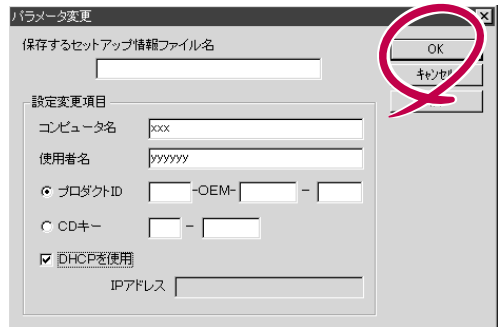 パラメータ変更
保存するセットアップ情報ファイル名
OK
キャンセル
設定変更項目
コンピュータ名 xxx
使用者名 yyyyyy
プロダクトID -OEM- -
CDキー -
DHCPを使用
IPアドレス